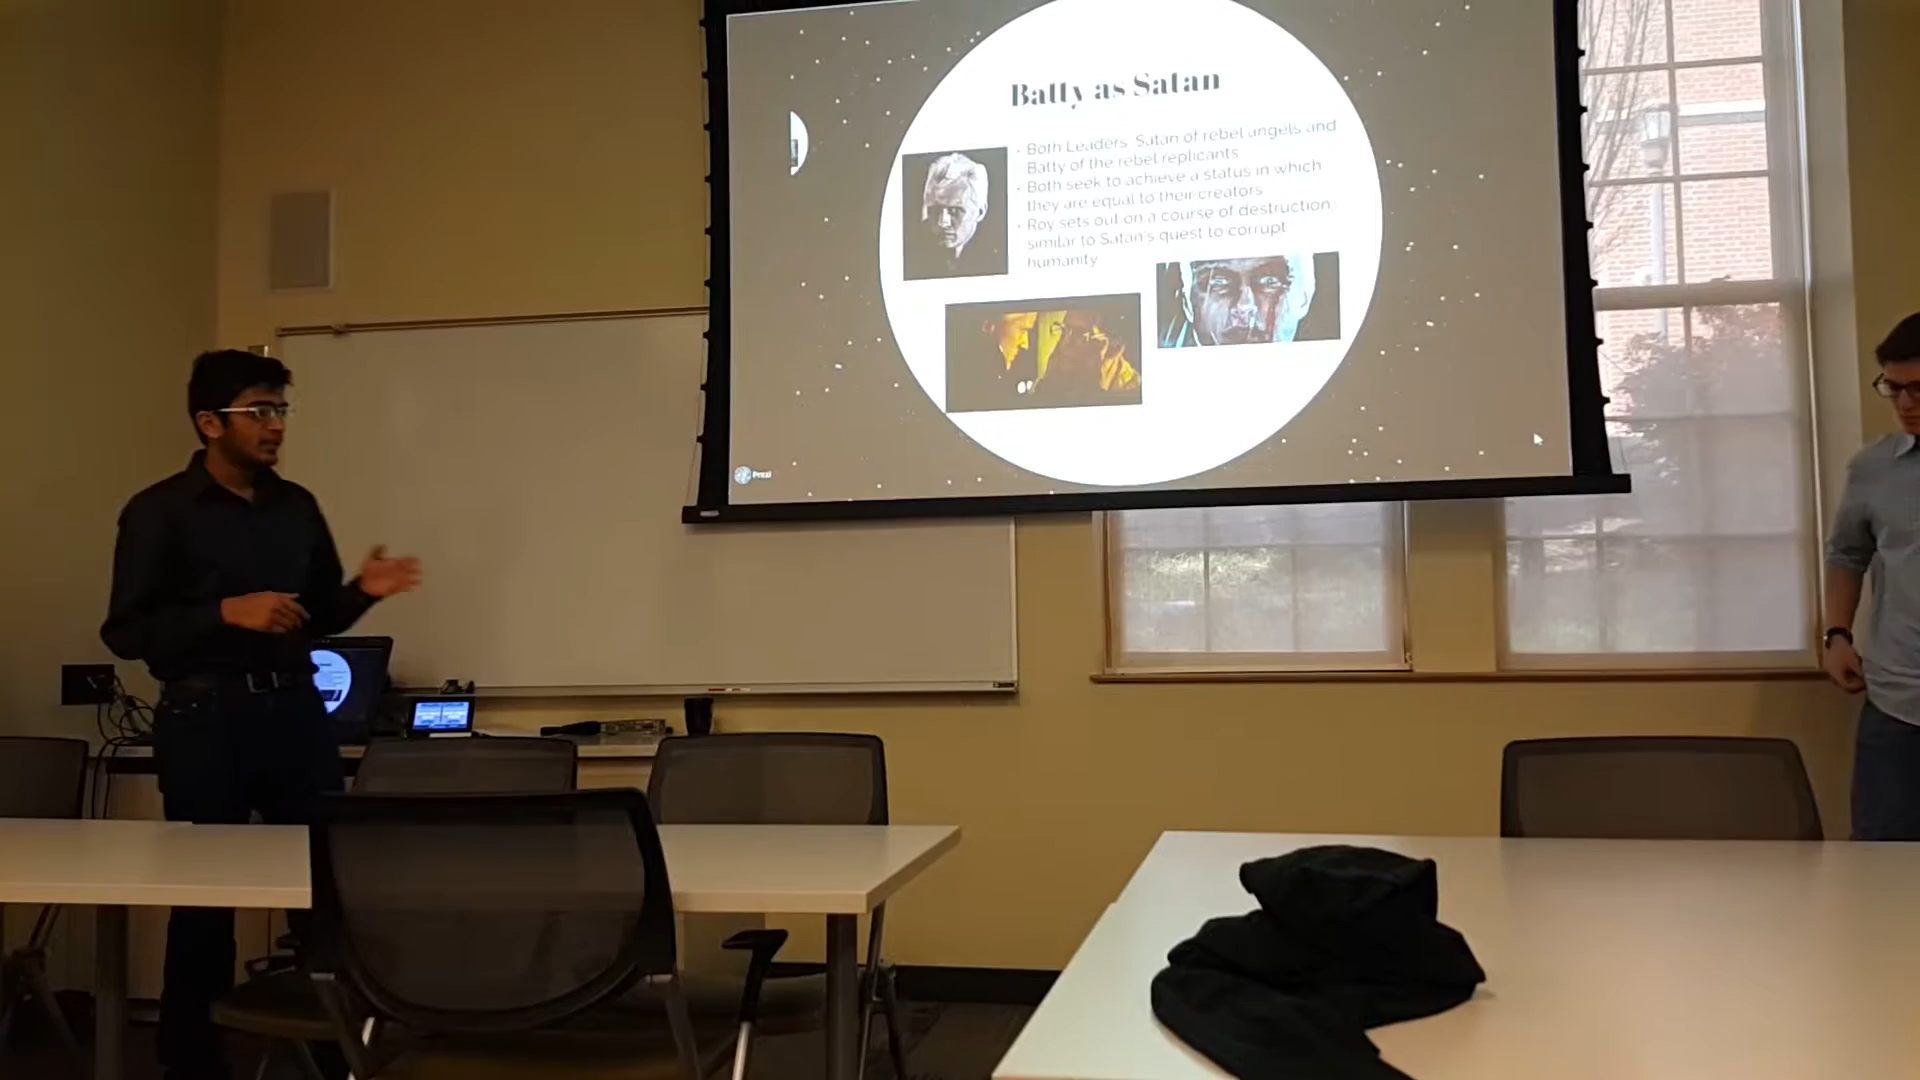 Batty as Satan
• Both Leaders: Satan of rebel angels and
Batty of the rebel replicants
• Both seek to achieve a status in which
they are equal to their creators
• Roy sets out on a course of destruction,
similar to Satan's quest to corrupt
humanity
Prezi